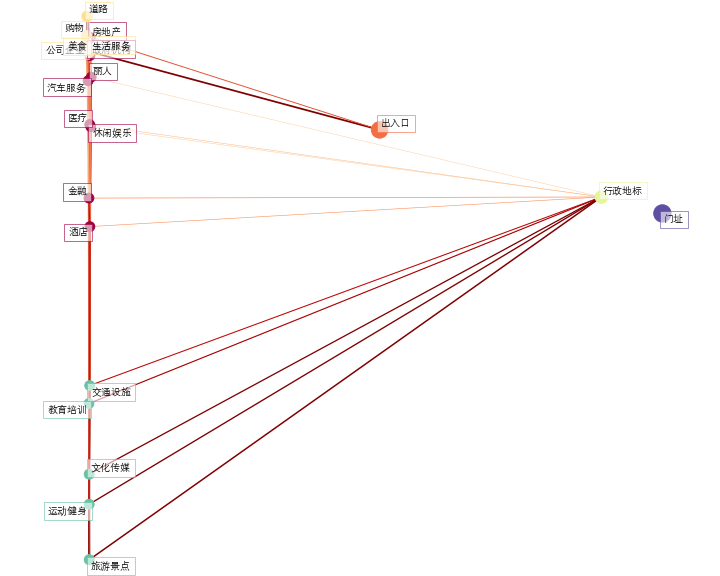 道路
购物
房地产
美食
生活服务
丽人
汽车服务
医疗
休闲娱乐
出入口
金融
行政地标
门址
酒店
交通设施
教育培训
文化传媒
运动健身
旅游景点